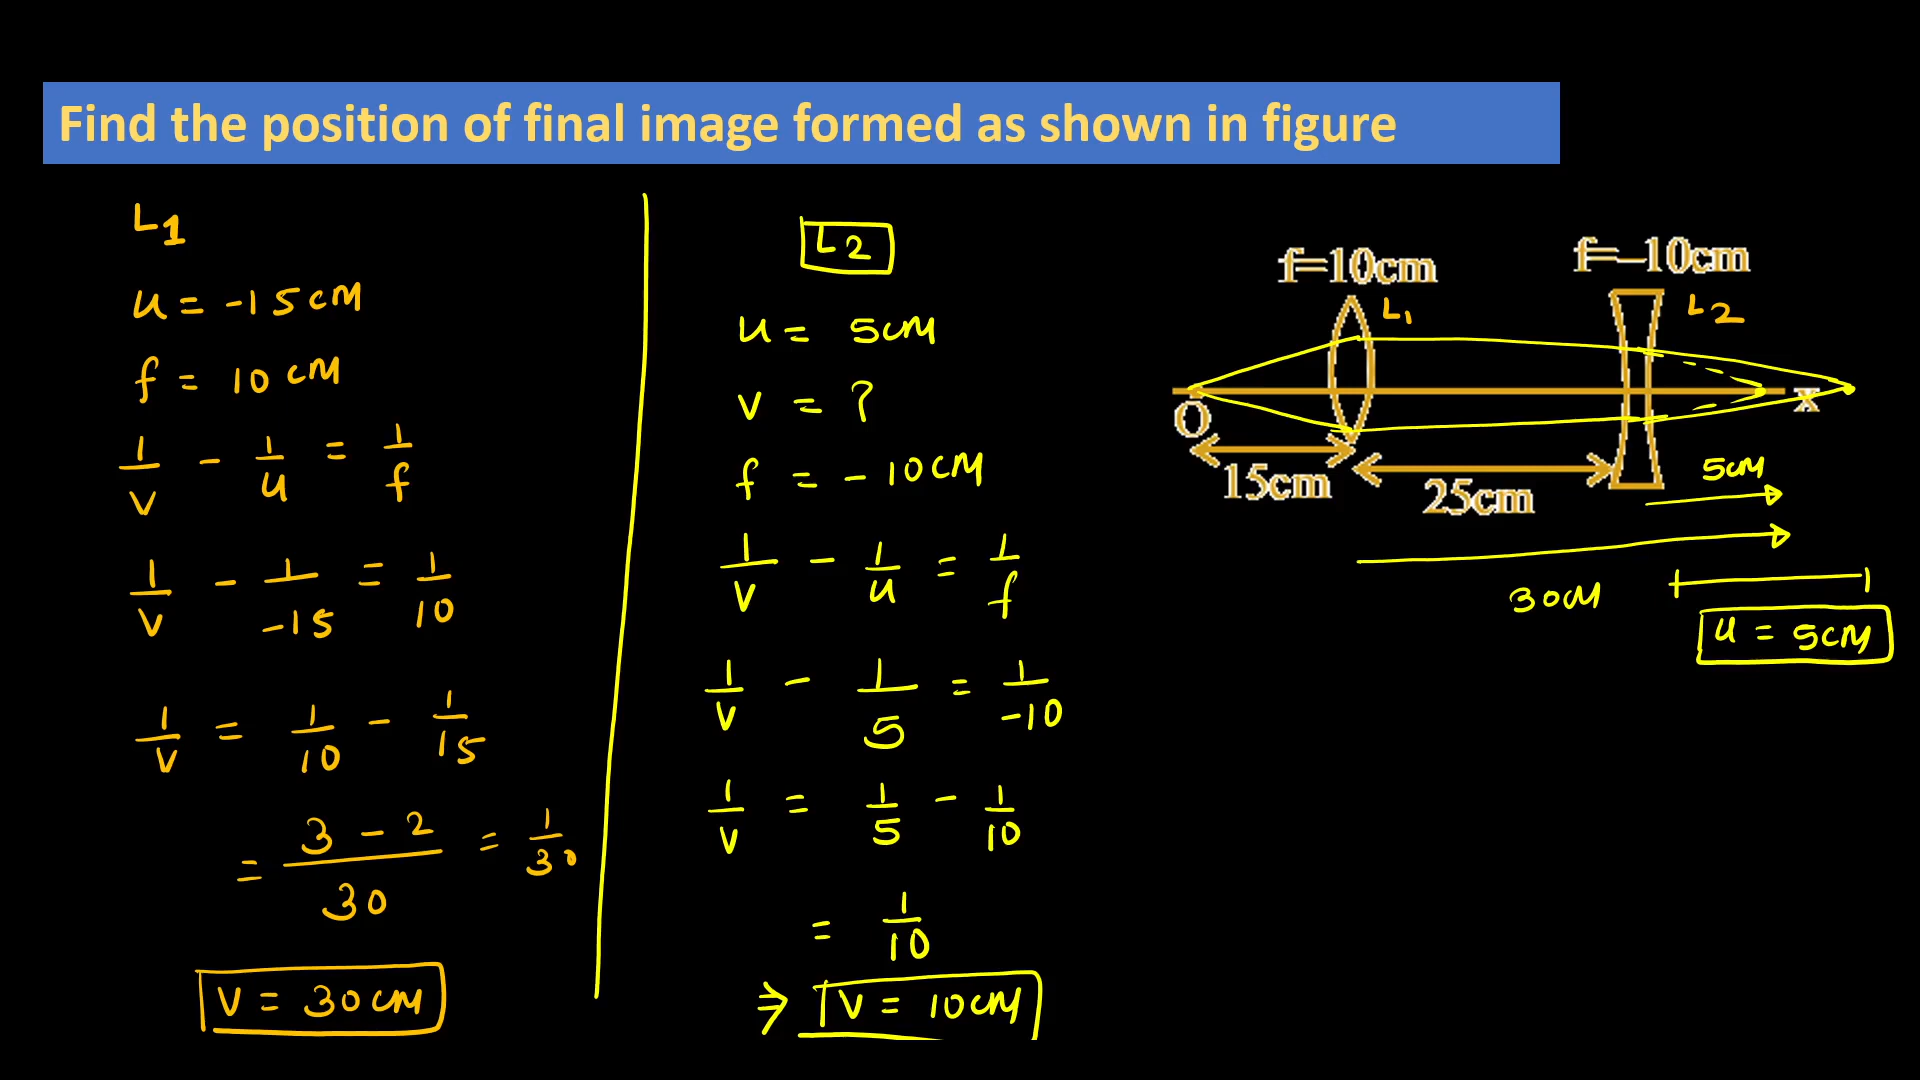 Find the position of final image formed as shown in figure
L1
u = -15cm
f = 10 cm
1/v - 1/u = 1/f
1/v - 1/-15 = 1/10
1/v = 1/10 - 1/15
= 3 - 2/30 = 1/30
v = 30cm
L2
u = 5cm
v = ?
f = - 10cm
1/v - 1/u = 1/f
1/v - 1/5 = 1/-10
1/v = 1/5 - 1/10
= 1/10
⇒ v = 10cm
f=10cm
f=–10cm
L1
L2
O
x
15cm
25cm
5cm
30cm
u = 5cm